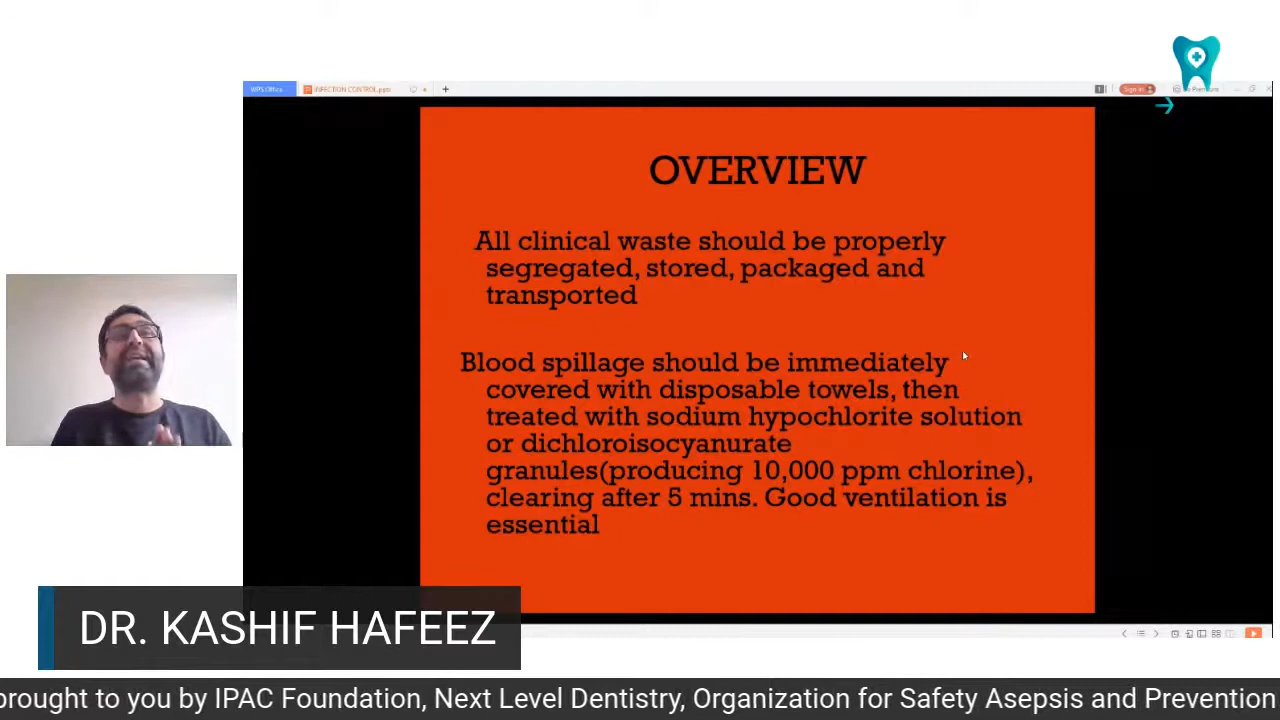 WPS Office
INFECTION CONTROL.pptx
Sign in
OVERVIEW
All clinical waste should be properly
segregated, stored, packaged and
transported
Blood spillage should be immediately
covered with disposable towels, then
treated with sodium hypochlorite solution
or dichloroisocyanurate
granules(producing 10,000 ppm chlorine),
clearing after 5 mins. Good ventilation is
essential
DR. KASHIF HAFEEZ
brought to you by IPAC Foundation, Next Level Dentistry, Organization for Safety Asepsis and Prevention